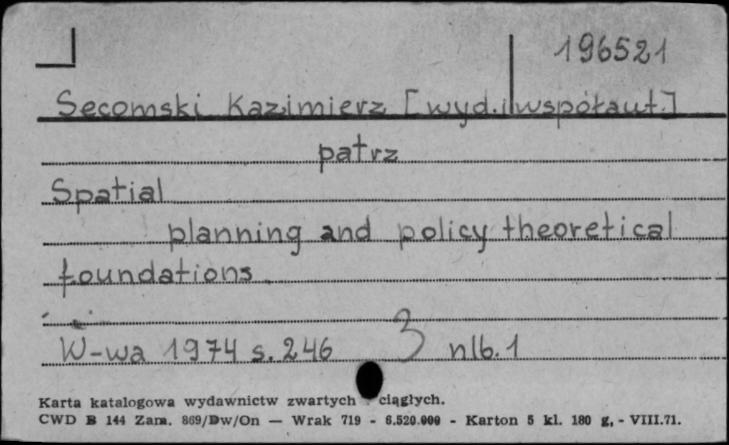 196521
Secomski Kazimierz [wyd. i współaut.]
patrz
Spatial
planning and policy theoretical
foundations
W-wa 1974 s. 246 3 nlb. 1
Karta katalogowa wydawnictw zwartych ciągłych.
CWD B 144 Zam. 869/Dw/On — Wrak 719 - 6.520.000 - Karton 5 kl. 180 g, - VIII.71.